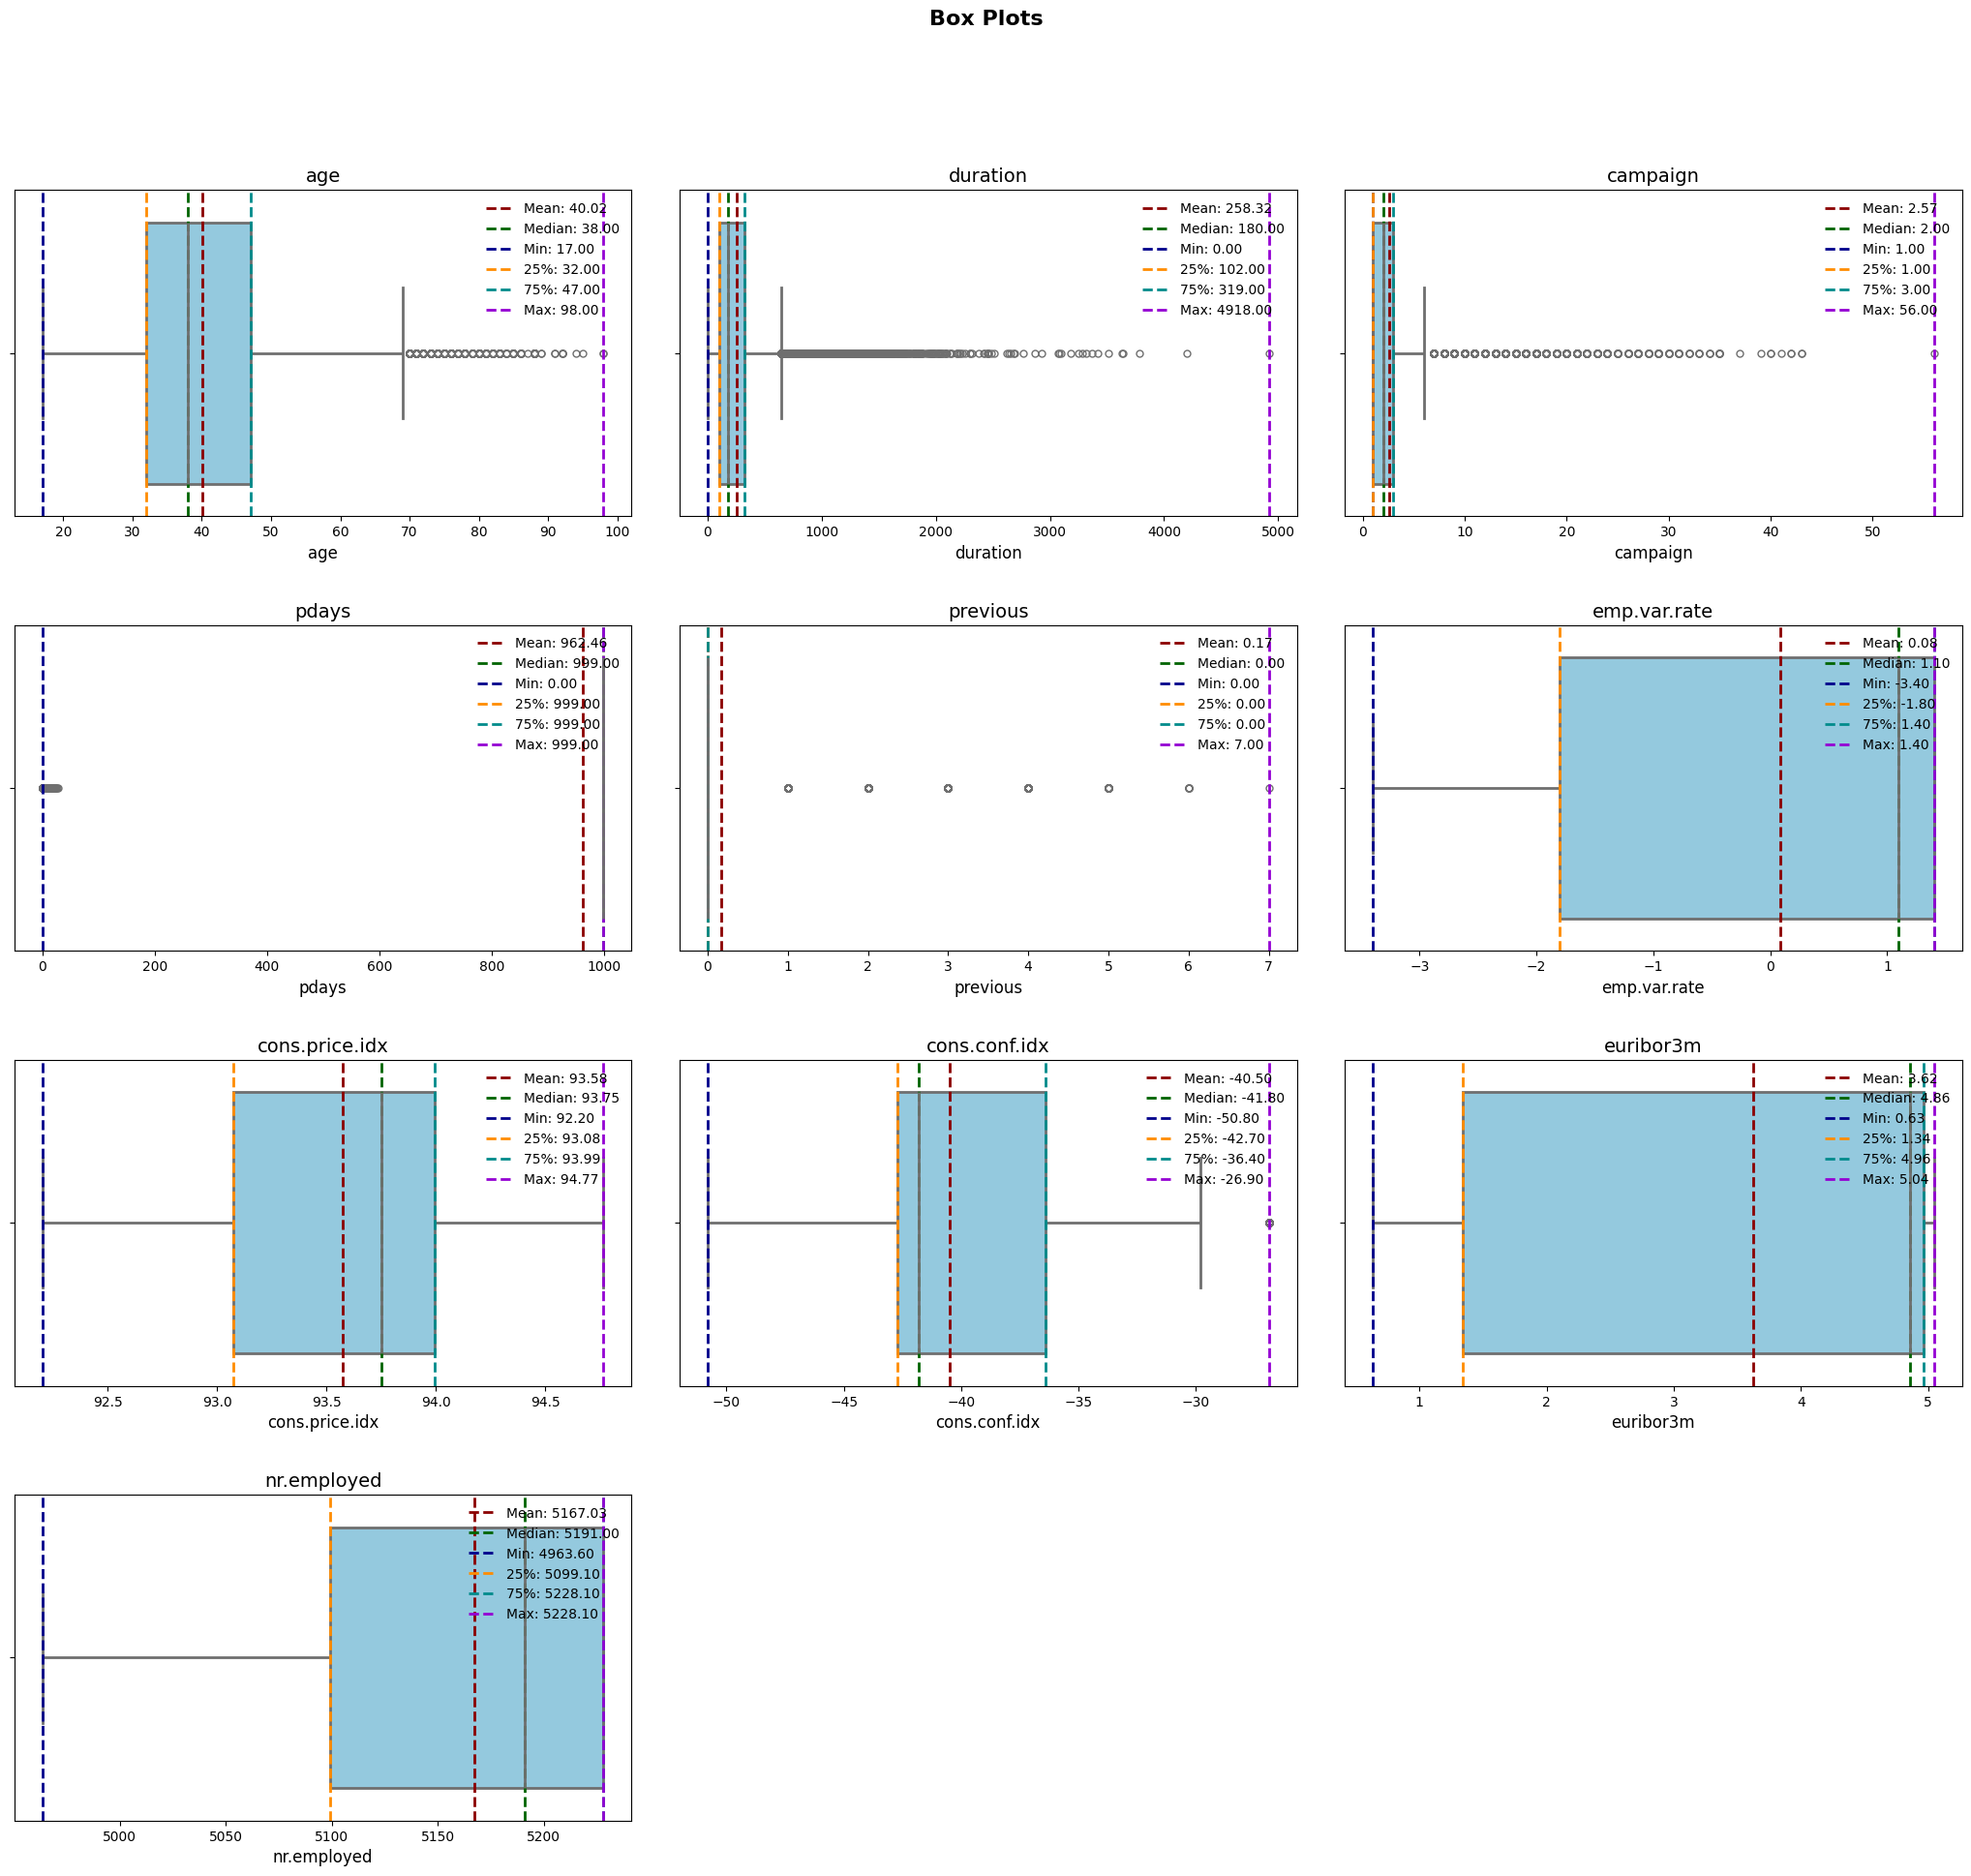 Box Plots
age
Mean: 40.02
Median: 38.00
Min: 17.00
25%: 32.00
75%: 47.00
Max: 98.00
20 30 40 50 60 70 80 90 100
age
duration
Mean: 258.32
Median: 180.00
Min: 0.00
25%: 102.00
75%: 319.00
Max: 4918.00
0 1000 2000 3000 4000 5000
duration
campaign
Mean: 2.57
Median: 2.00
Min: 1.00
25%: 1.00
75%: 3.00
Max: 56.00
0 10 20 30 40 50
campaign
pdays
Mean: 962.46
Median: 999.00
Min: 0.00
25%: 999.00
75%: 999.00
Max: 999.00
0 200 400 600 800 1000
pdays
previous
Mean: 0.17
Median: 0.00
Min: 0.00
25%: 0.00
75%: 0.00
Max: 7.00
0 1 2 3 4 5 6 7
previous
emp.var.rate
Mean: 0.08
Median: 1.10
Min: -3.40
25%: -1.80
75%: 1.40
Max: 1.40
−3 −2 −1 0 1
emp.var.rate
cons.price.idx
Mean: 93.58
Median: 93.75
Min: 92.20
25%: 93.08
75%: 93.99
Max: 94.77
92.5 93.0 93.5 94.0 94.5
cons.price.idx
cons.conf.idx
Mean: -40.50
Median: -41.80
Min: -50.80
25%: -42.70
75%: -36.40
Max: -26.90
−50 −45 −40 −35 −30
cons.conf.idx
euribor3m
Mean: 3.62
Median: 4.86
Min: 0.63
25%: 1.34
75%: 4.96
Max: 5.04
1 2 3 4 5
euribor3m
nr.employed
Mean: 5167.03
Median: 5191.00
Min: 4963.60
25%: 5099.10
75%: 5228.10
Max: 5228.10
5000 5050 5100 5150 5200
nr.employed